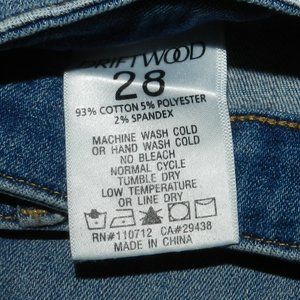 DRIFTWOOD
28
93% COTTON 5% POLYESTER
2% SPANDEX
MACHINE WASH COLD
OR HAND WASH COLD
NO BLEACH
NORMAL CYCLE
TUMBLE DRY
LOW TEMPERATURE
OR LINE DRY
RN#110712 CA#29438
MADE IN CHINA